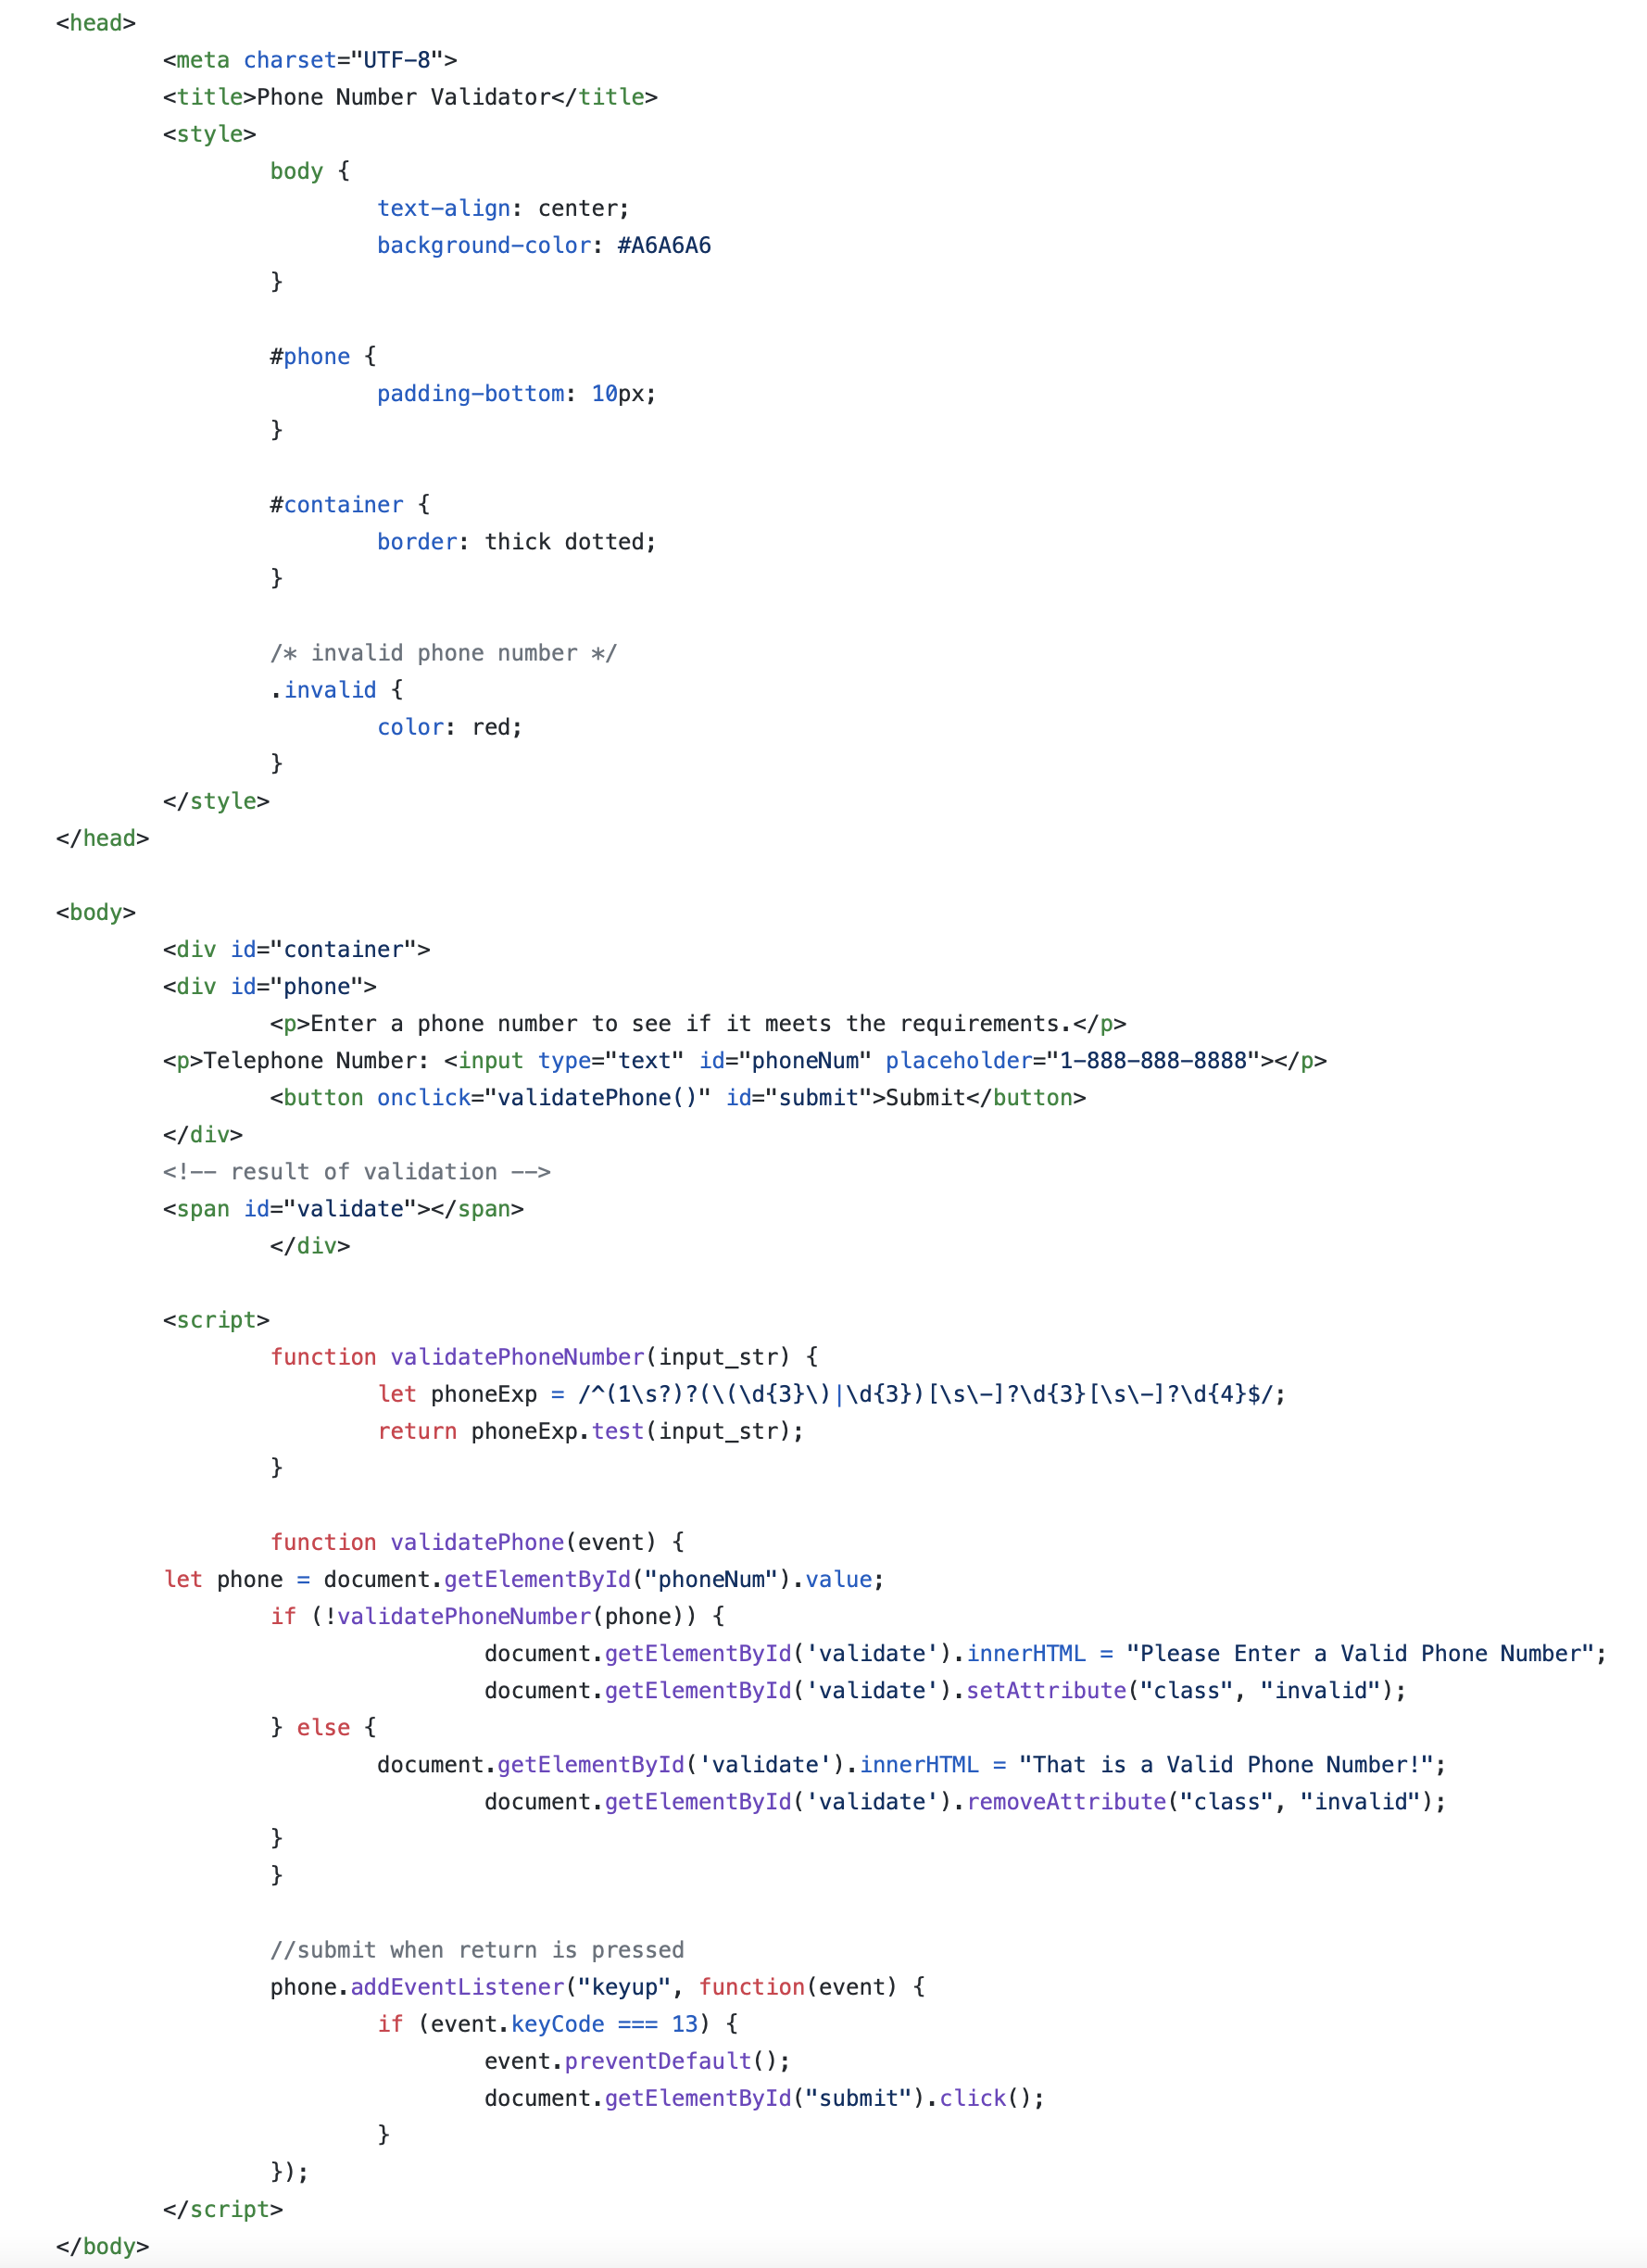 <head>
<meta charset="UTF-8">
<title>Phone Number Validator</title>
<style>
body {
text-align: center;
background-color: #A6A6A6
}
#phone {
padding-bottom: 10px;
}
#container {
border: thick dotted;
}
/* invalid phone number */
.invalid {
color: red;
}
</style>
</head>
<body>
<div id="container">
<div id="phone">
<p>Enter a phone number to see if it meets the requirements.</p>
<p>Telephone Number: <input type="text" id="phoneNum" placeholder="1-888-888-8888"></p>
<button onclick="validatePhone()" id="submit">Submit</button>
</div>
<!-- result of validation -->
<span id="validate"></span>
</div>
<script>
function validatePhoneNumber(input_str) {
let phoneExp = /^(1\s?)?(\(\d{3}\)|\d{3})[\s\-]?\d{3}[\s\-]?\d{4}$/;
return phoneExp.test(input_str);
}
function validatePhone(event) {
let phone = document.getElementById("phoneNum").value;
if (!validatePhoneNumber(phone)) {
document.getElementById('validate').innerHTML = "Please Enter a Valid Phone Number";
document.getElementById('validate').setAttribute("class", "invalid");
} else {
document.getElementById('validate').innerHTML = "That is a Valid Phone Number!";
document.getElementById('validate').removeAttribute("class", "invalid");
}
}
//submit when return is pressed
phone.addEventListener("keyup", function(event) {
if (event.keyCode === 13) {
event.preventDefault();
document.getElementById("submit").click();
}
});
</script>
</body>